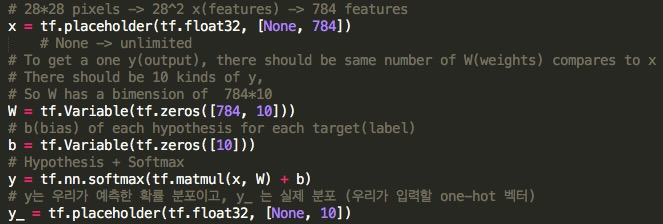 # 28*28 pixels -> 28^2 x(features) -> 784 features
x = tf.placeholder(tf.float32, [None, 784])
# None -> unlimited
# To get a one y(output), there should be same number of W(weights) compares to x
# There should be 10 kinds of y,
# So W has a bimension of  784*10
W = tf.Variable(tf.zeros([784, 10]))
# b(bias) of each hypothesis for each target(label)
b = tf.Variable(tf.zeros([10]))
# Hypothesis + Softmax
y = tf.nn.softmax(tf.matmul(x, W) + b)
# y는 우리가 예측한 확률 분포이고, y_ 는 실제 분포 (우리가 입력할 one-hot 벡터)
y_ = tf.placeholder(tf.float32, [None, 10])